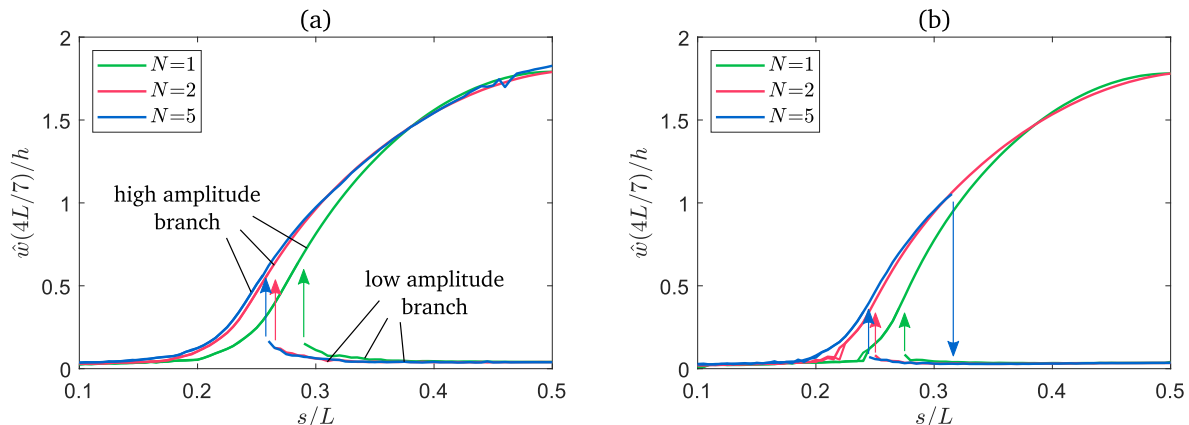 (a)
2
1.5
1
0.5
0
N=1
N=2
N=5
high amplitude
branch
low amplitude
branch
0.1
0.2
0.3
0.4
0.5
s/L
ŵ(4L/7)/h
(b)
2
1.5
1
0.5
0
N=1
N=2
N=5
0.1
0.2
0.3
0.4
0.5
s/L
ŵ(4L/7)/h